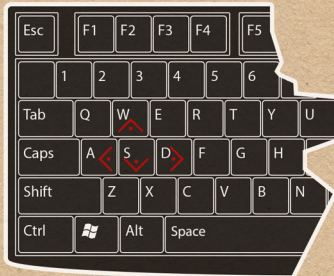 Esc F1 F2 F3 F4 F5
1 2 3 4 5 6
Tab Q W E R T Y U
Caps A S D F G H
Shift Z X C V B N
Ctrl Alt Space